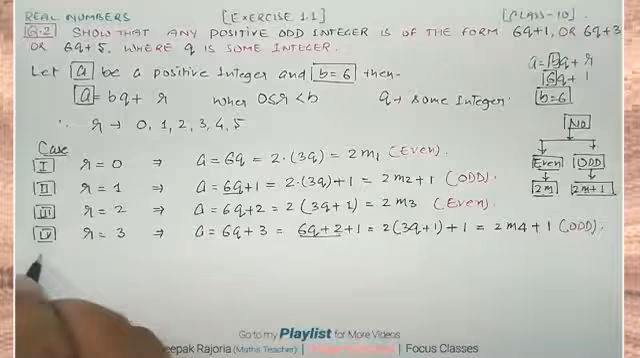 REAL NUMBERS [EXERCISE 1.1] [CLASS-10]
Q.2 SHOW THAT ANY POSITIVE ODD INTEGER IS OF THE FORM 6q+1, OR 6q+3
OR 6q+5. WHERE q IS SOME INTEGER.
Let a be a positive Integer and b=6 then-
a = bq + r when 0≤r<b q→ some Integer.
∴ r → 0, 1, 2, 3, 4, 5
a = bq + r
6q + 1
b=6
NO
Even ODD
2m 2m+1
Case
I r = 0 ⇒ a = 6q = 2·(3q) = 2m1 (Even).
II r = 1 ⇒ a = 6q+1 = 2·(3q)+1 = 2m2+1 (ODD).
III r = 2 ⇒ a = 6q+2 = 2(3q+1) = 2m3 (Even)
IV r = 3 ⇒ a = 6q+3 = 6q+2+1 = 2(3q+1)+1 = 2m4+1 (ODD).
Go to my Playlist for More Videos
eepak Rajoria (Maths Teacher) | | Focus Classes